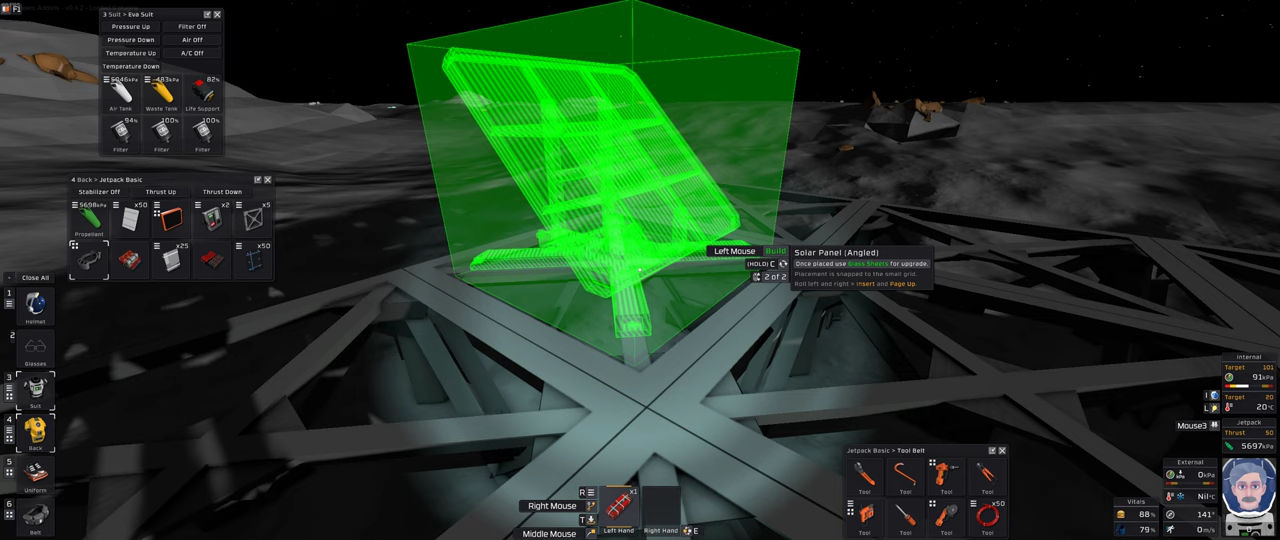 F1
3 Suit > Eva Suit
Pressure Up
Filter Off
Pressure Down
Air Off
Temperature Up
A/C Off
Temperature Down
82%
Air Tank
Waste Tank
Life Support
94%
100%
100%
Filter
Filter
Filter
4 Back > Jetpack Basic
Stabilizer Off
Thrust Up
Thrust Down
5698kPa
x50
x2
x5
Propellant
x25
x50
Close All
1
Helmet
2
Glasses
3
Suit
4
Back
5
Uniform
6
Belt
Left Mouse
Build
(HOLD) C
2 of 2
Solar Panel (Angled)
Once placed use Glass Sheets for upgrade.
Placement is snapped to the small grid.
Roll left and right = Insert and Page Up.
Internal
Target 101
91kPa
Target 20
20°C
I
L
Mouse3
Jetpack
Thrust 50
5697kPa
External
0kPa
Nil°C
141°
0m/s
Vitals
88%
79%
Jetpack Basic > Tool Belt
Tool
Tool
Tool
Tool
x50
Tool
Tool
Tool
Tool
R
Right Mouse
T
Middle Mouse
x1
Left Hand
Right Hand
E